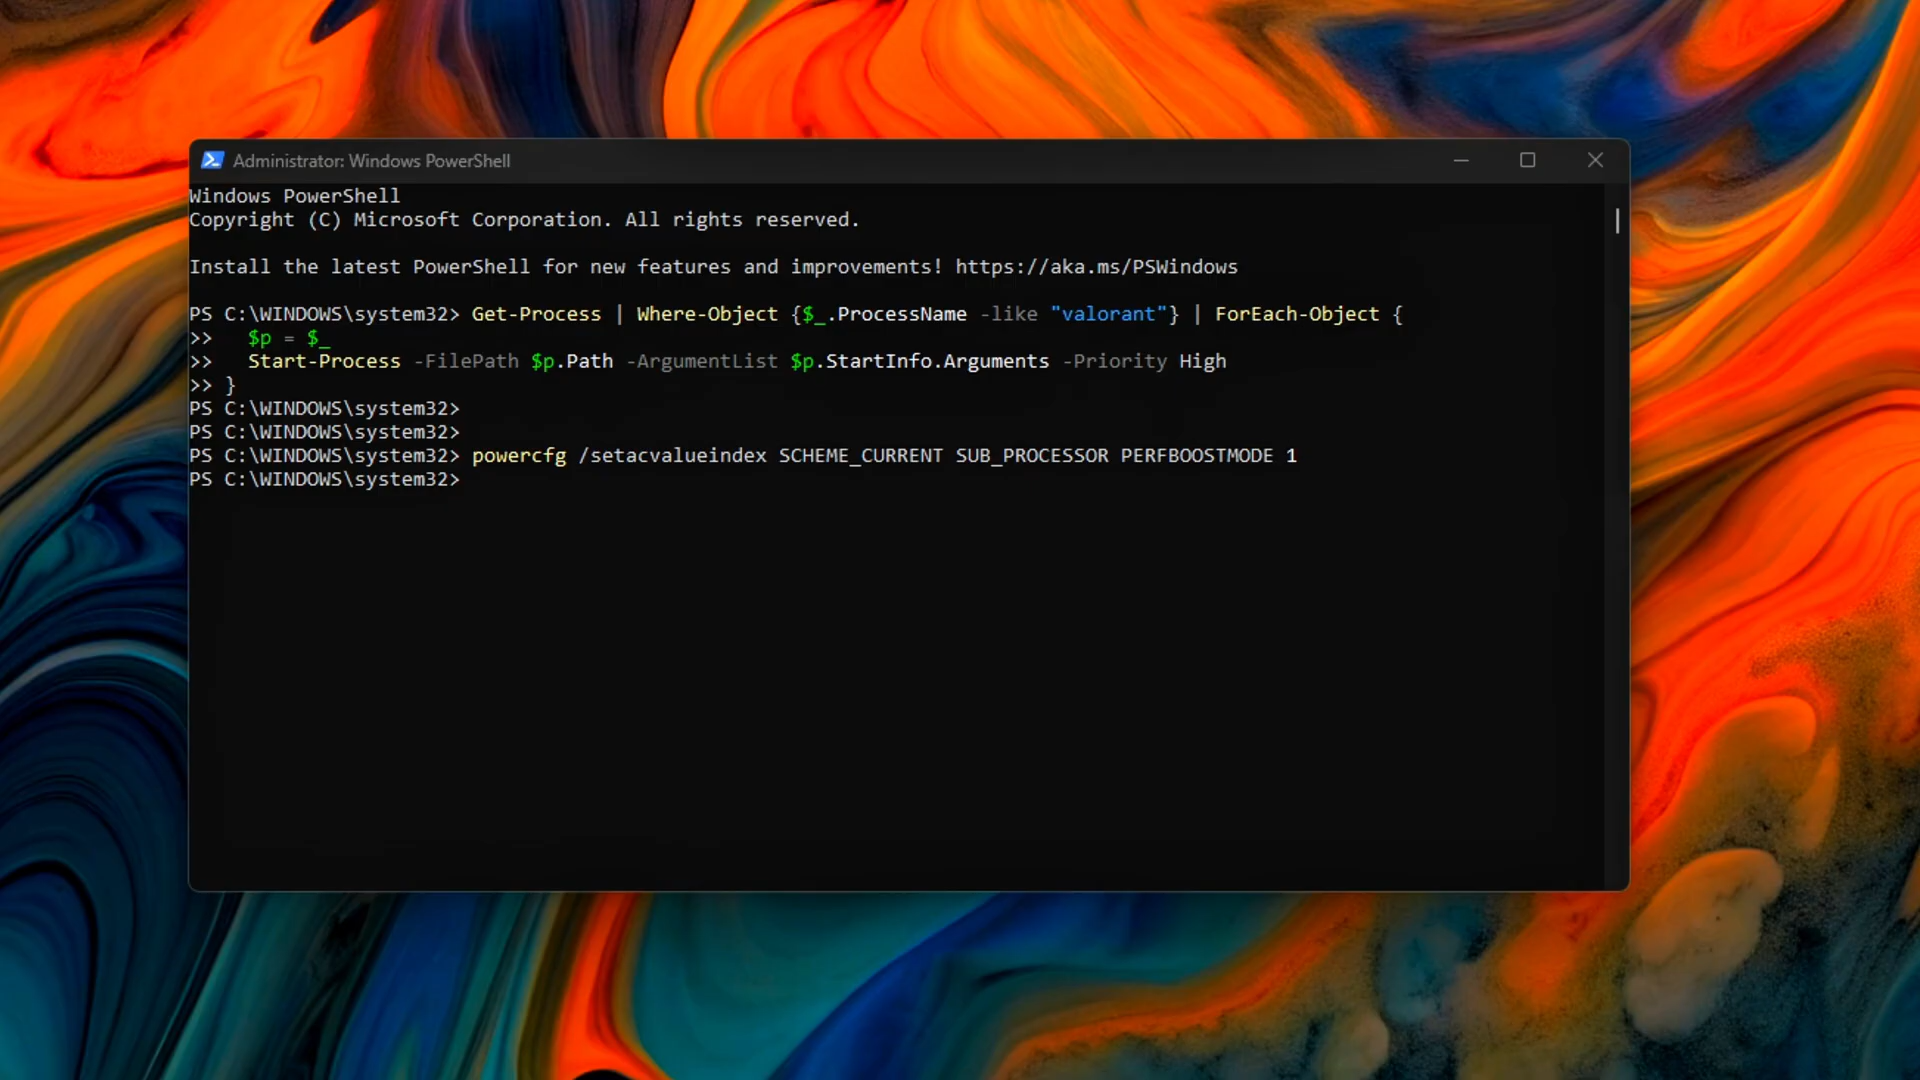 Administrator: Windows PowerShell
Windows PowerShell
Copyright (C) Microsoft Corporation. All rights reserved.
Install the latest PowerShell for new features and improvements! https://aka.ms/PSWindows
PS C:\WINDOWS\system32> Get-Process | Where-Object {$_.ProcessName -like "valorant"} | ForEach-Object {
>>   $p = $_
>>   Start-Process -FilePath $p.Path -ArgumentList $p.StartInfo.Arguments -Priority High
>> }
PS C:\WINDOWS\system32>
PS C:\WINDOWS\system32>
PS C:\WINDOWS\system32> powercfg /setacvalueindex SCHEME_CURRENT SUB_PROCESSOR PERFBOOSTMODE 1
PS C:\WINDOWS\system32>